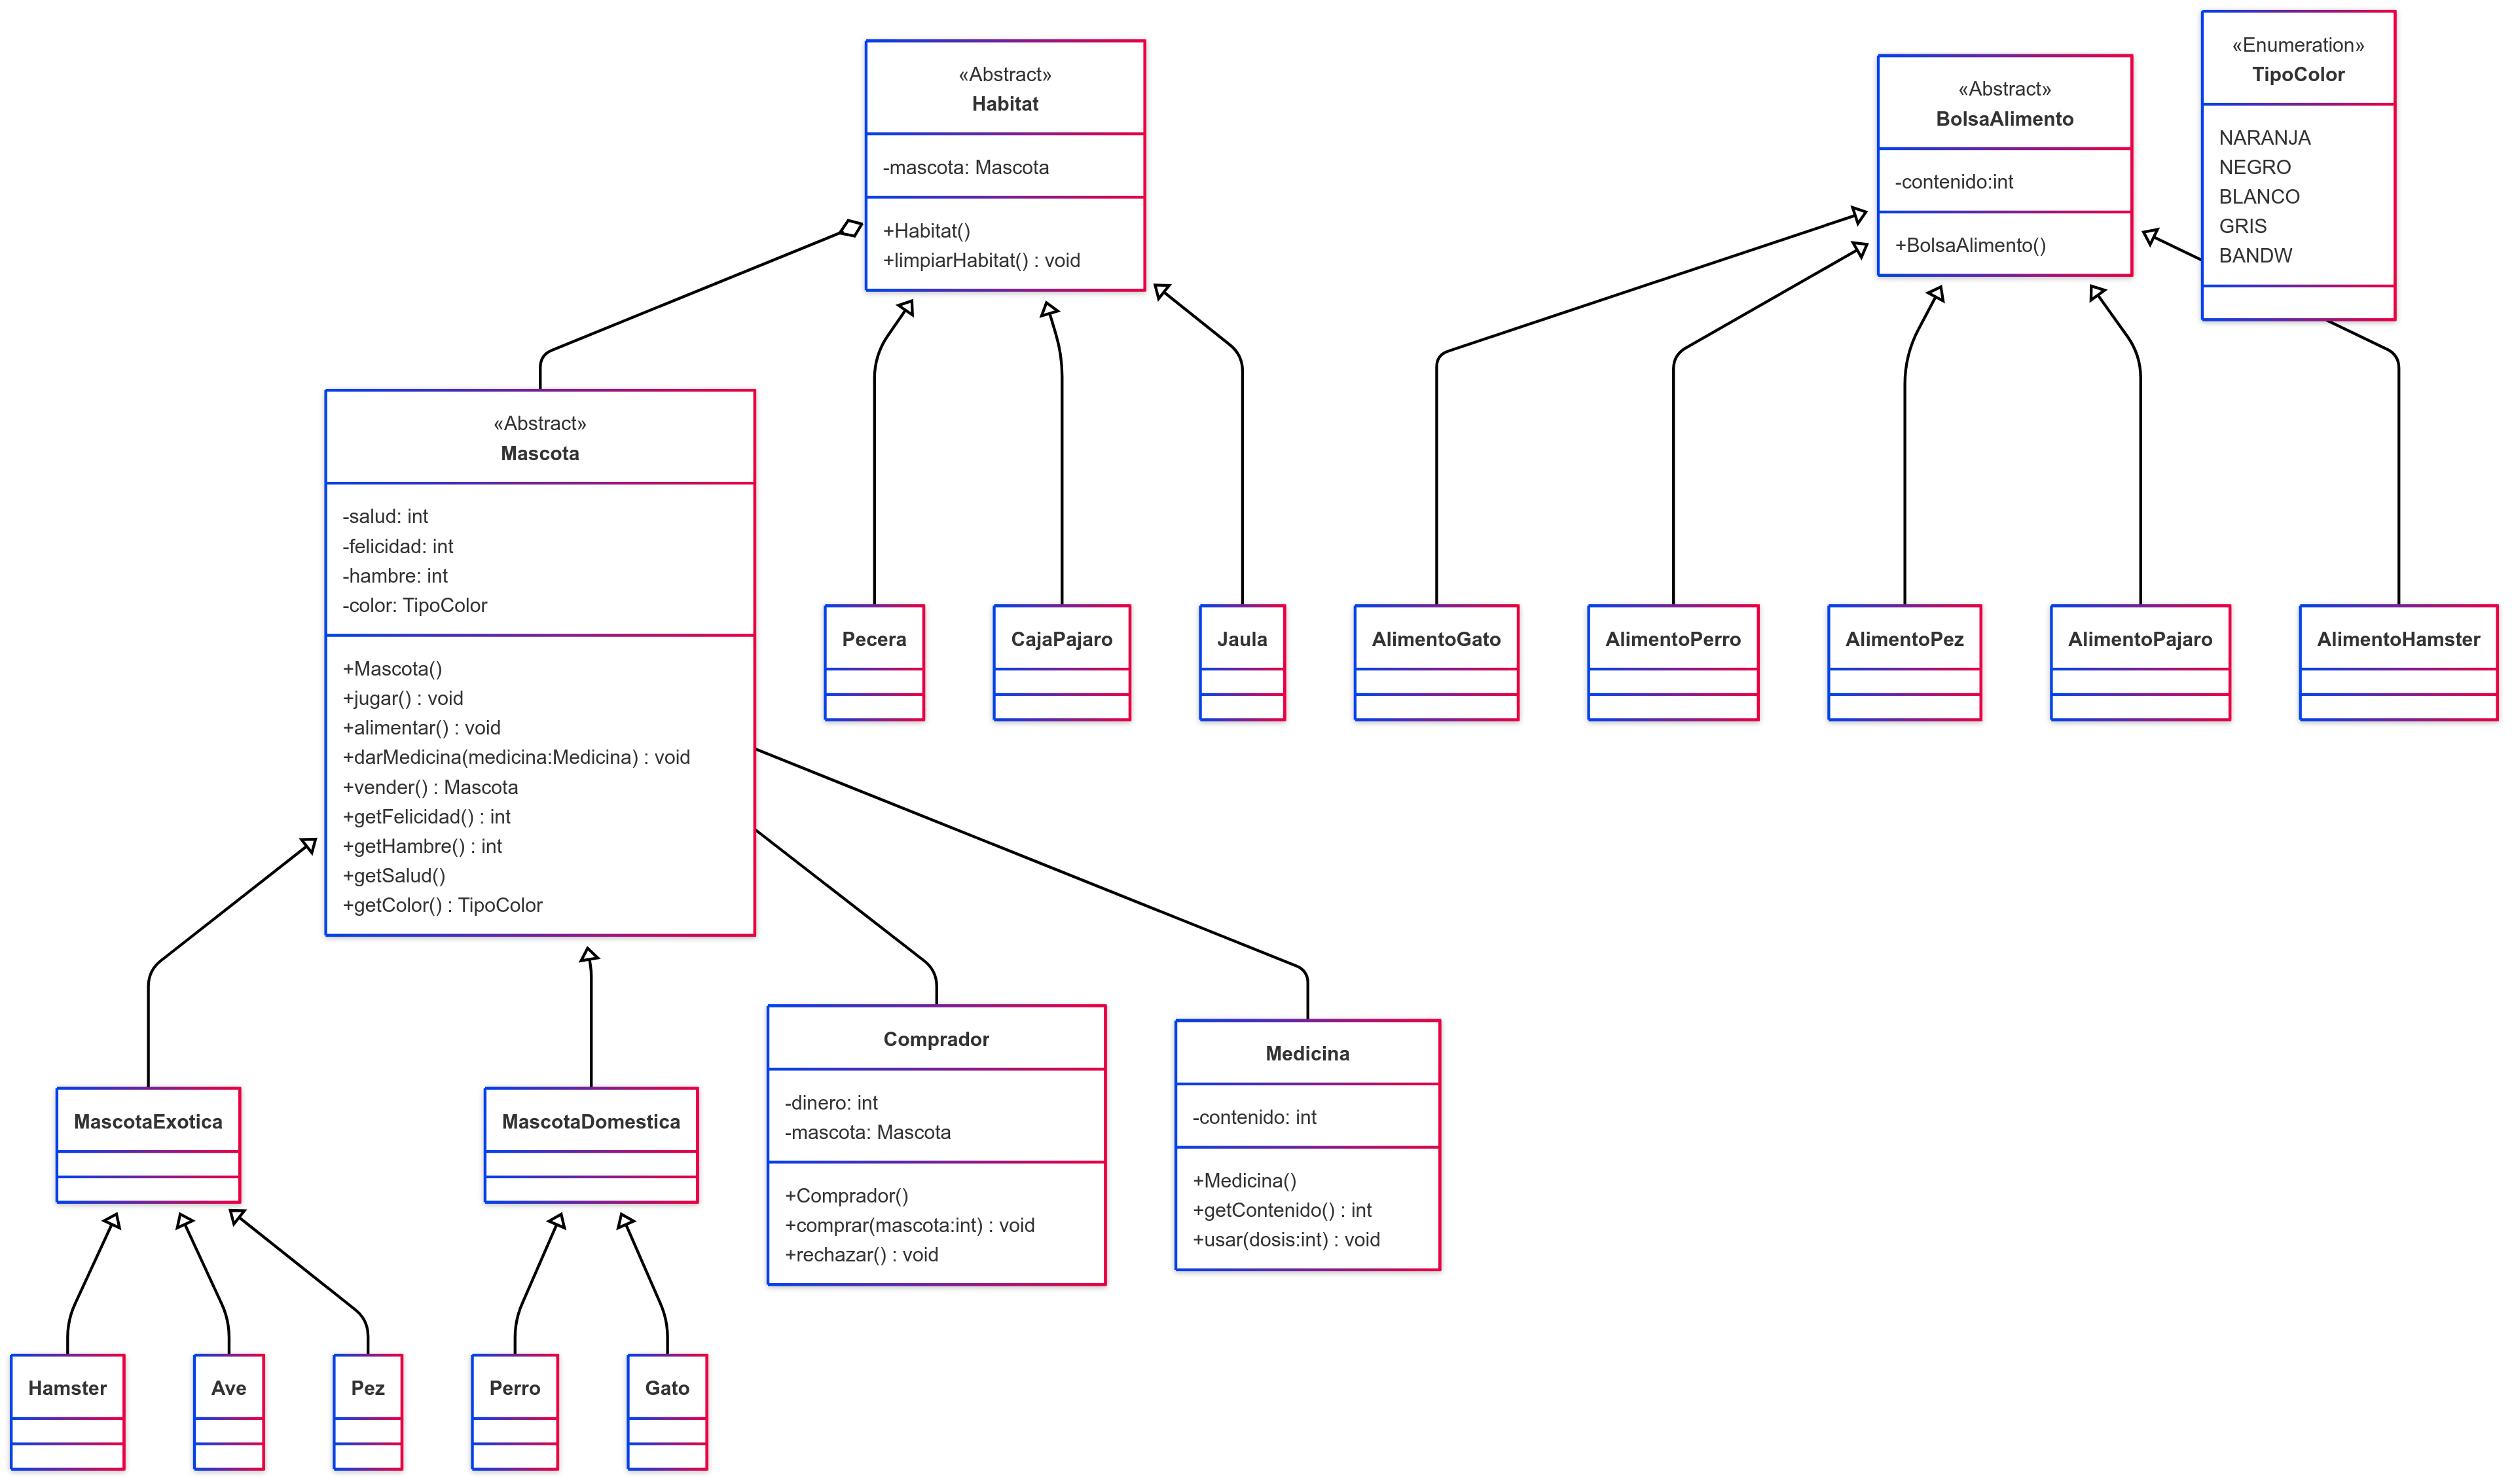 «Abstract»
Habitat
-mascota: Mascota
+Habitat()
+limpiarHabitat() : void
«Abstract»
BolsaAlimento
-contenido:int
+BolsaAlimento()
«Enumeration»
TipoColor
NARANJA
NEGRO
BLANCO
GRIS
BANDW
«Abstract»
Mascota
-salud: int
-felicidad: int
-hambre: int
-color: TipoColor
+Mascota()
+jugar() : void
+alimentar() : void
+darMedicina(medicina:Medicina) : void
+vender() : Mascota
+getFelicidad() : int
+getHambre() : int
+getSalud()
+getColor() : TipoColor
Pecera
CajaPajaro
Jaula
AlimentoGato
AlimentoPerro
AlimentoPez
AlimentoPajaro
AlimentoHamster
MascotaExotica
MascotaDomestica
Comprador
-dinero: int
-mascota: Mascota
+Comprador()
+comprar(mascota:int) : void
+rechazar() : void
Medicina
-contenido: int
+Medicina()
+getContenido() : int
+usar(dosis:int) : void
Hamster
Ave
Pez
Perro
Gato